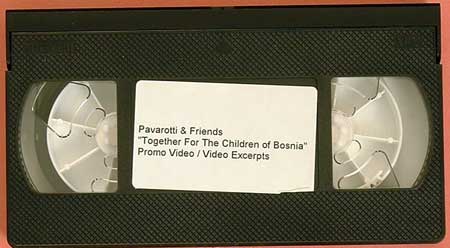 Pavarotti & Friends
"Together For The Children of Bosnia"
Promo Video / Video Excerpts